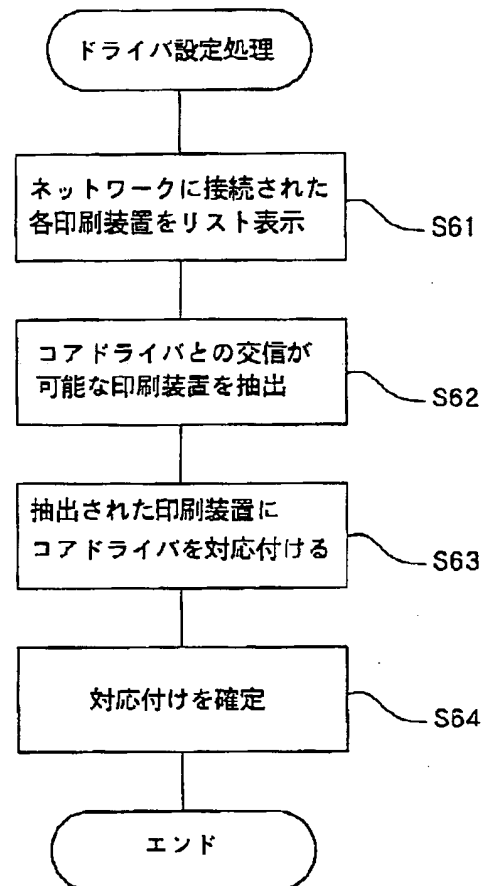 ドライバ設定処理
ネットワークに接続された
各印刷装置をリスト表示
S61
コアドライバとの交信が
可能な印刷装置を抽出
S62
抽出された印刷装置に
コアドライバを対応付ける
S63
対応付けを確定
S64
エンド